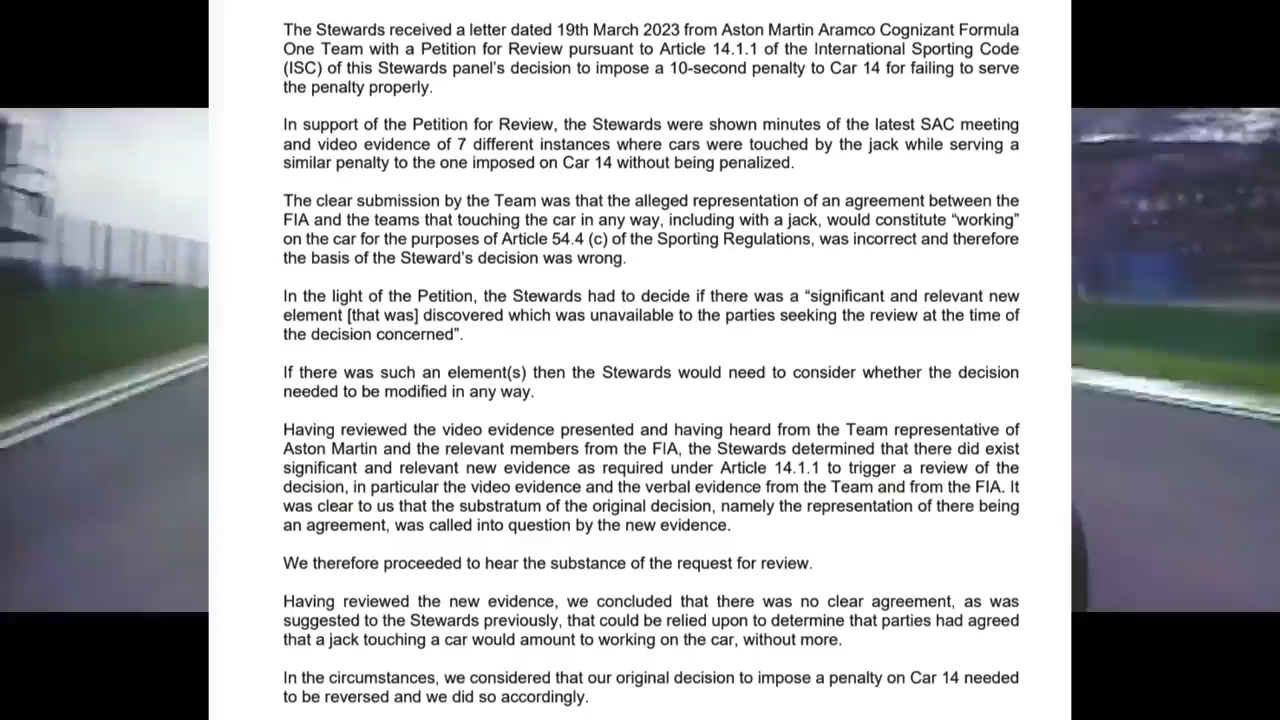 The Stewards received a letter dated 19th March 2023 from Aston Martin Aramco Cognizant Formula
One Team with a Petition for Review pursuant to Article 14.1.1 of the International Sporting Code
(ISC) of this Stewards panel's decision to impose a 10-second penalty to Car 14 for failing to serve
the penalty properly.
In support of the Petition for Review, the Stewards were shown minutes of the latest SAC meeting
and video evidence of 7 different instances where cars were touched by the jack while serving a
similar penalty to the one imposed on Car 14 without being penalized.
The clear submission by the Team was that the alleged representation of an agreement between the
FIA and the teams that touching the car in any way, including with a jack, would constitute “working”
on the car for the purposes of Article 54.4 (c) of the Sporting Regulations, was incorrect and therefore
the basis of the Steward's decision was wrong.
In the light of the Petition, the Stewards had to decide if there was a “significant and relevant new
element [that was] discovered which was unavailable to the parties seeking the review at the time of
the decision concerned”.
If there was such an element(s) then the Stewards would need to consider whether the decision
needed to be modified in any way.
Having reviewed the video evidence presented and having heard from the Team representative of
Aston Martin and the relevant members from the FIA, the Stewards determined that there did exist
significant and relevant new evidence as required under Article 14.1.1 to trigger a review of the
decision, in particular the video evidence and the verbal evidence from the Team and from the FIA. It
was clear to us that the substratum of the original decision, namely the representation of there being
an agreement, was called into question by the new evidence.
We therefore proceeded to hear the substance of the request for review.
Having reviewed the new evidence, we concluded that there was no clear agreement, as was
suggested to the Stewards previously, that could be relied upon to determine that parties had agreed
that a jack touching a car would amount to working on the car, without more.
In the circumstances, we considered that our original decision to impose a penalty on Car 14 needed
to be reversed and we did so accordingly.